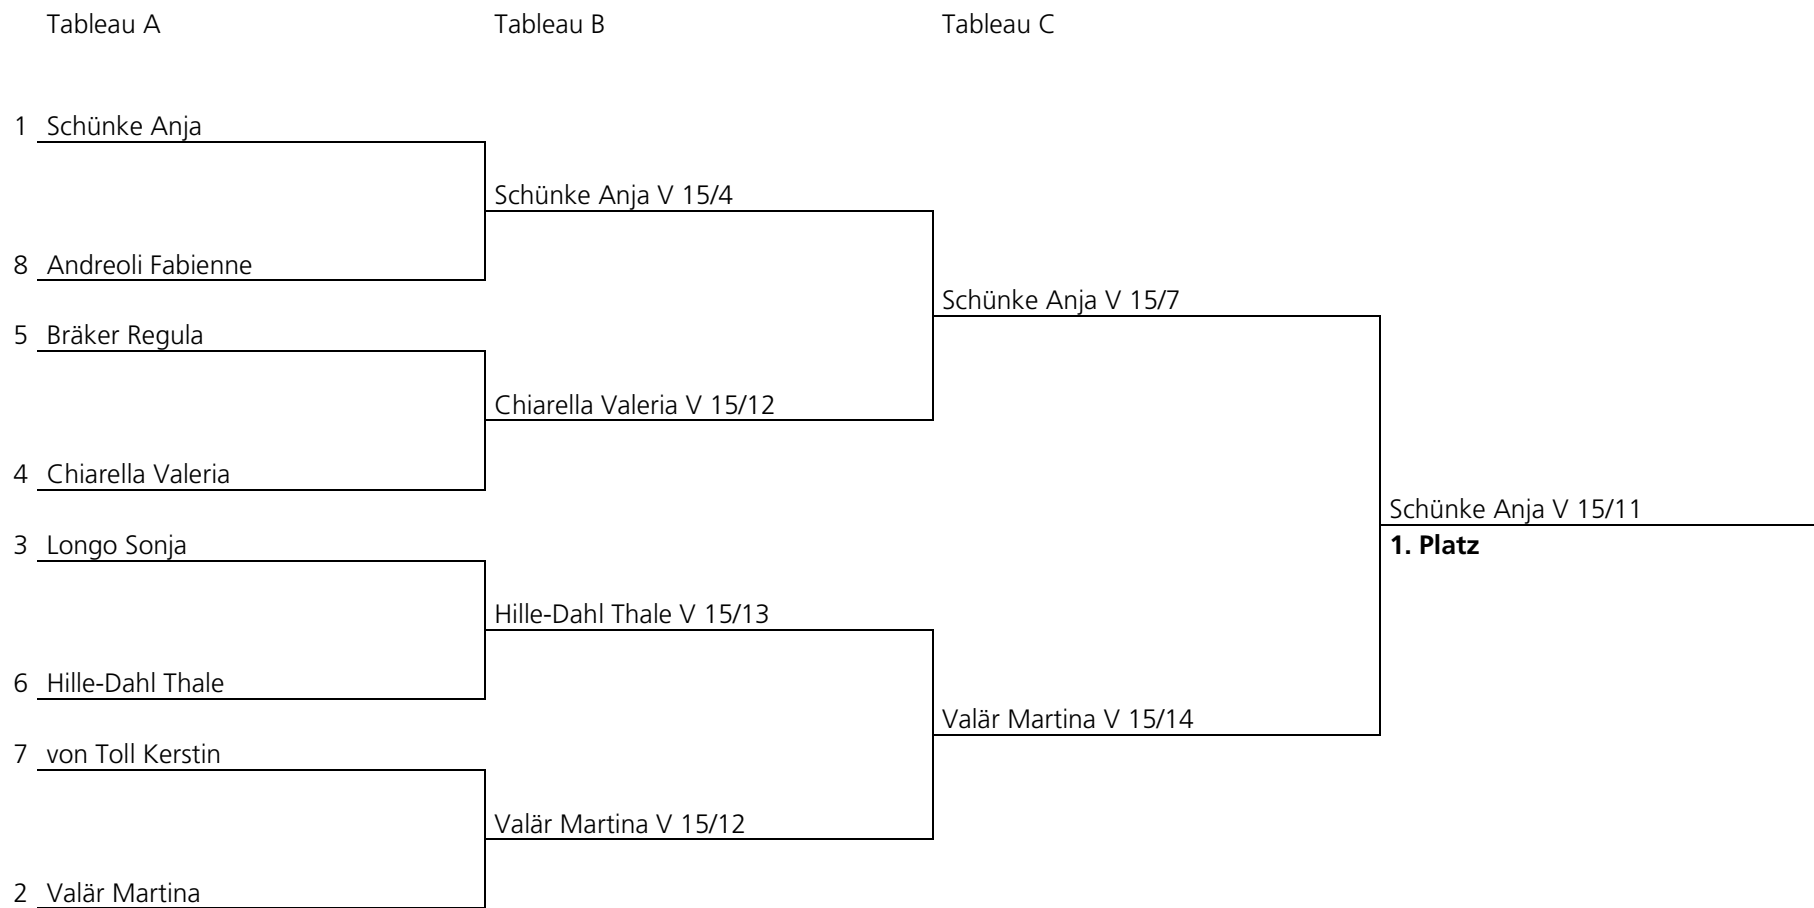 Tableau A Tableau B Tableau C
1 Schünke Anja
Schünke Anja V 15/4
8 Andreoli Fabienne
Schünke Anja V 15/7
5 Bräker Regula
Chiarella Valeria V 15/12
4 Chiarella Valeria
Schünke Anja V 15/11
3 Longo Sonja
1. Platz
Hille-Dahl Thale V 15/13
6 Hille-Dahl Thale
Valär Martina V 15/14
7 von Toll Kerstin
Valär Martina V 15/12
2 Valär Martina